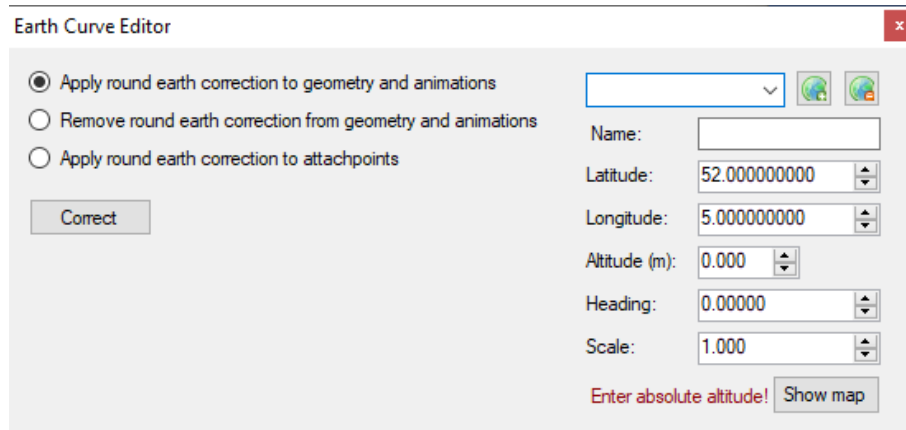 Earth Curve Editor
x
Apply round earth correction to geometry and animations
Remove round earth correction from geometry and animations
Apply round earth correction to attachpoints
Correct
Name:
Latitude: 52.000000000
Longitude: 5.000000000
Altitude (m): 0.000
Heading: 0.00000
Scale: 1.000
Enter absolute altitude! Show map